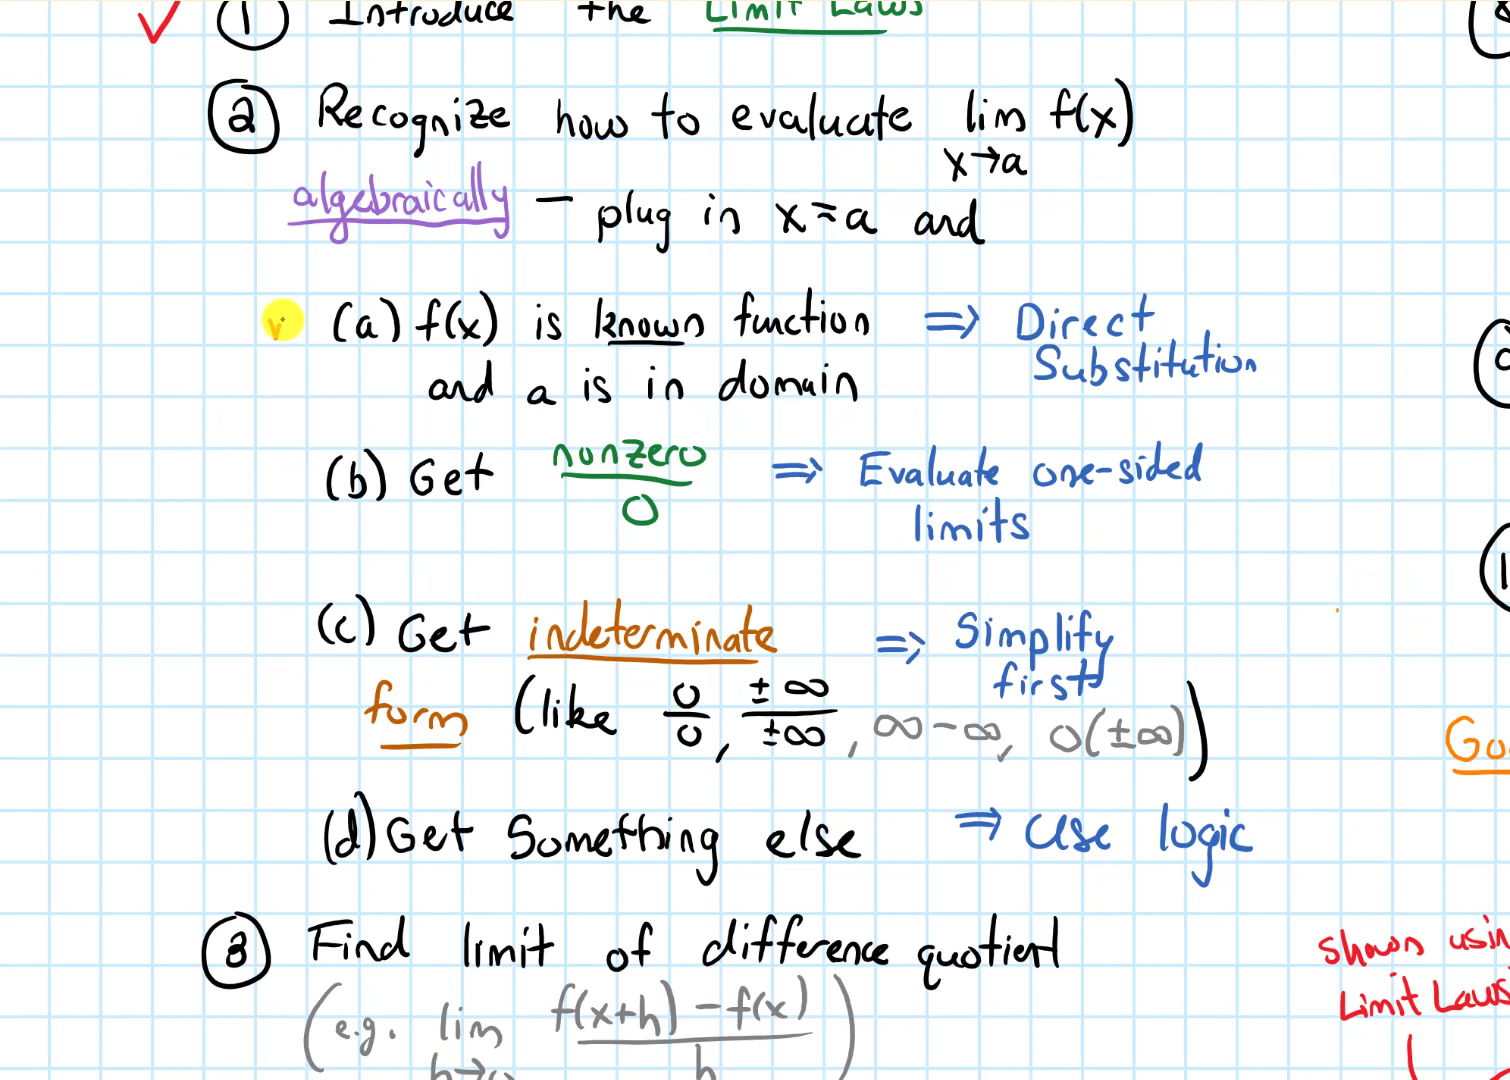 ① Introduce the Limit Laws
② Recognize how to evaluate lim f(x)
x→a
algebraically – plug in x=a and
(a) f(x) is known function ⇒ Direct
Substitution
and a is in domain
(b) Get nonzero/0 ⇒ Evaluate one-sided
limits
(c) Get indeterminate ⇒ Simplify
first
form (like 0/0, ±∞/±∞, ∞-∞, 0(±∞))
(d) Get Something else ⇒ Use logic
③ Find limit of difference quotient
(e.g. lim f(x+h) - f(x) / h)
shown
Limit Laws